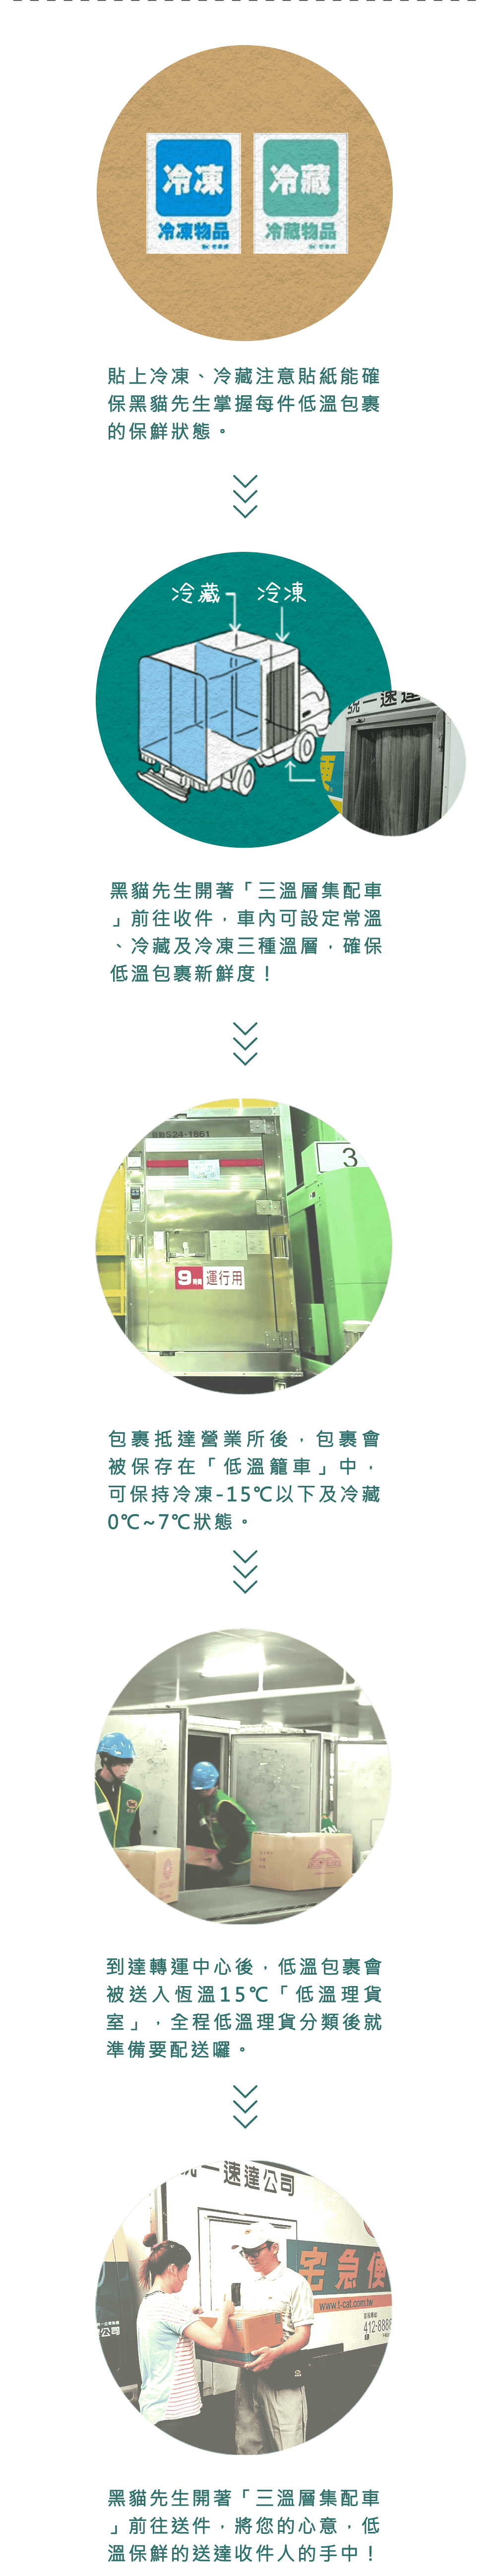 冷凍
冷凍物品
冷藏
冷藏物品
貼上冷凍、冷藏注意貼紙能確
保黑貓先生掌握每件低溫包裹
的保鮮狀態。
冷藏
冷凍
統一速達
黑貓先生開著「三溫層集配車
」前往收件,車內可設定常溫
、冷藏及冷凍三種溫層,確保
低溫包裹新鮮度!
S24-1861
3
9
運行用
包裹抵達營業所後,包裹會
被保存在「低溫籠車」中,
可保持冷凍-15℃以下及冷藏
0℃~7℃狀態。
到達轉運中心後,低溫包裹會
被送入恆溫15℃「低溫理貨
室」,全程低溫理貨分類後就
準備要配送囉。
統一速達公司
宅急便
www.t-cat.com.tw
412-8888
公司
黑貓先生開著「三溫層集配車
」前往送件,將您的心意,低
溫保鮮的送達收件人的手中!